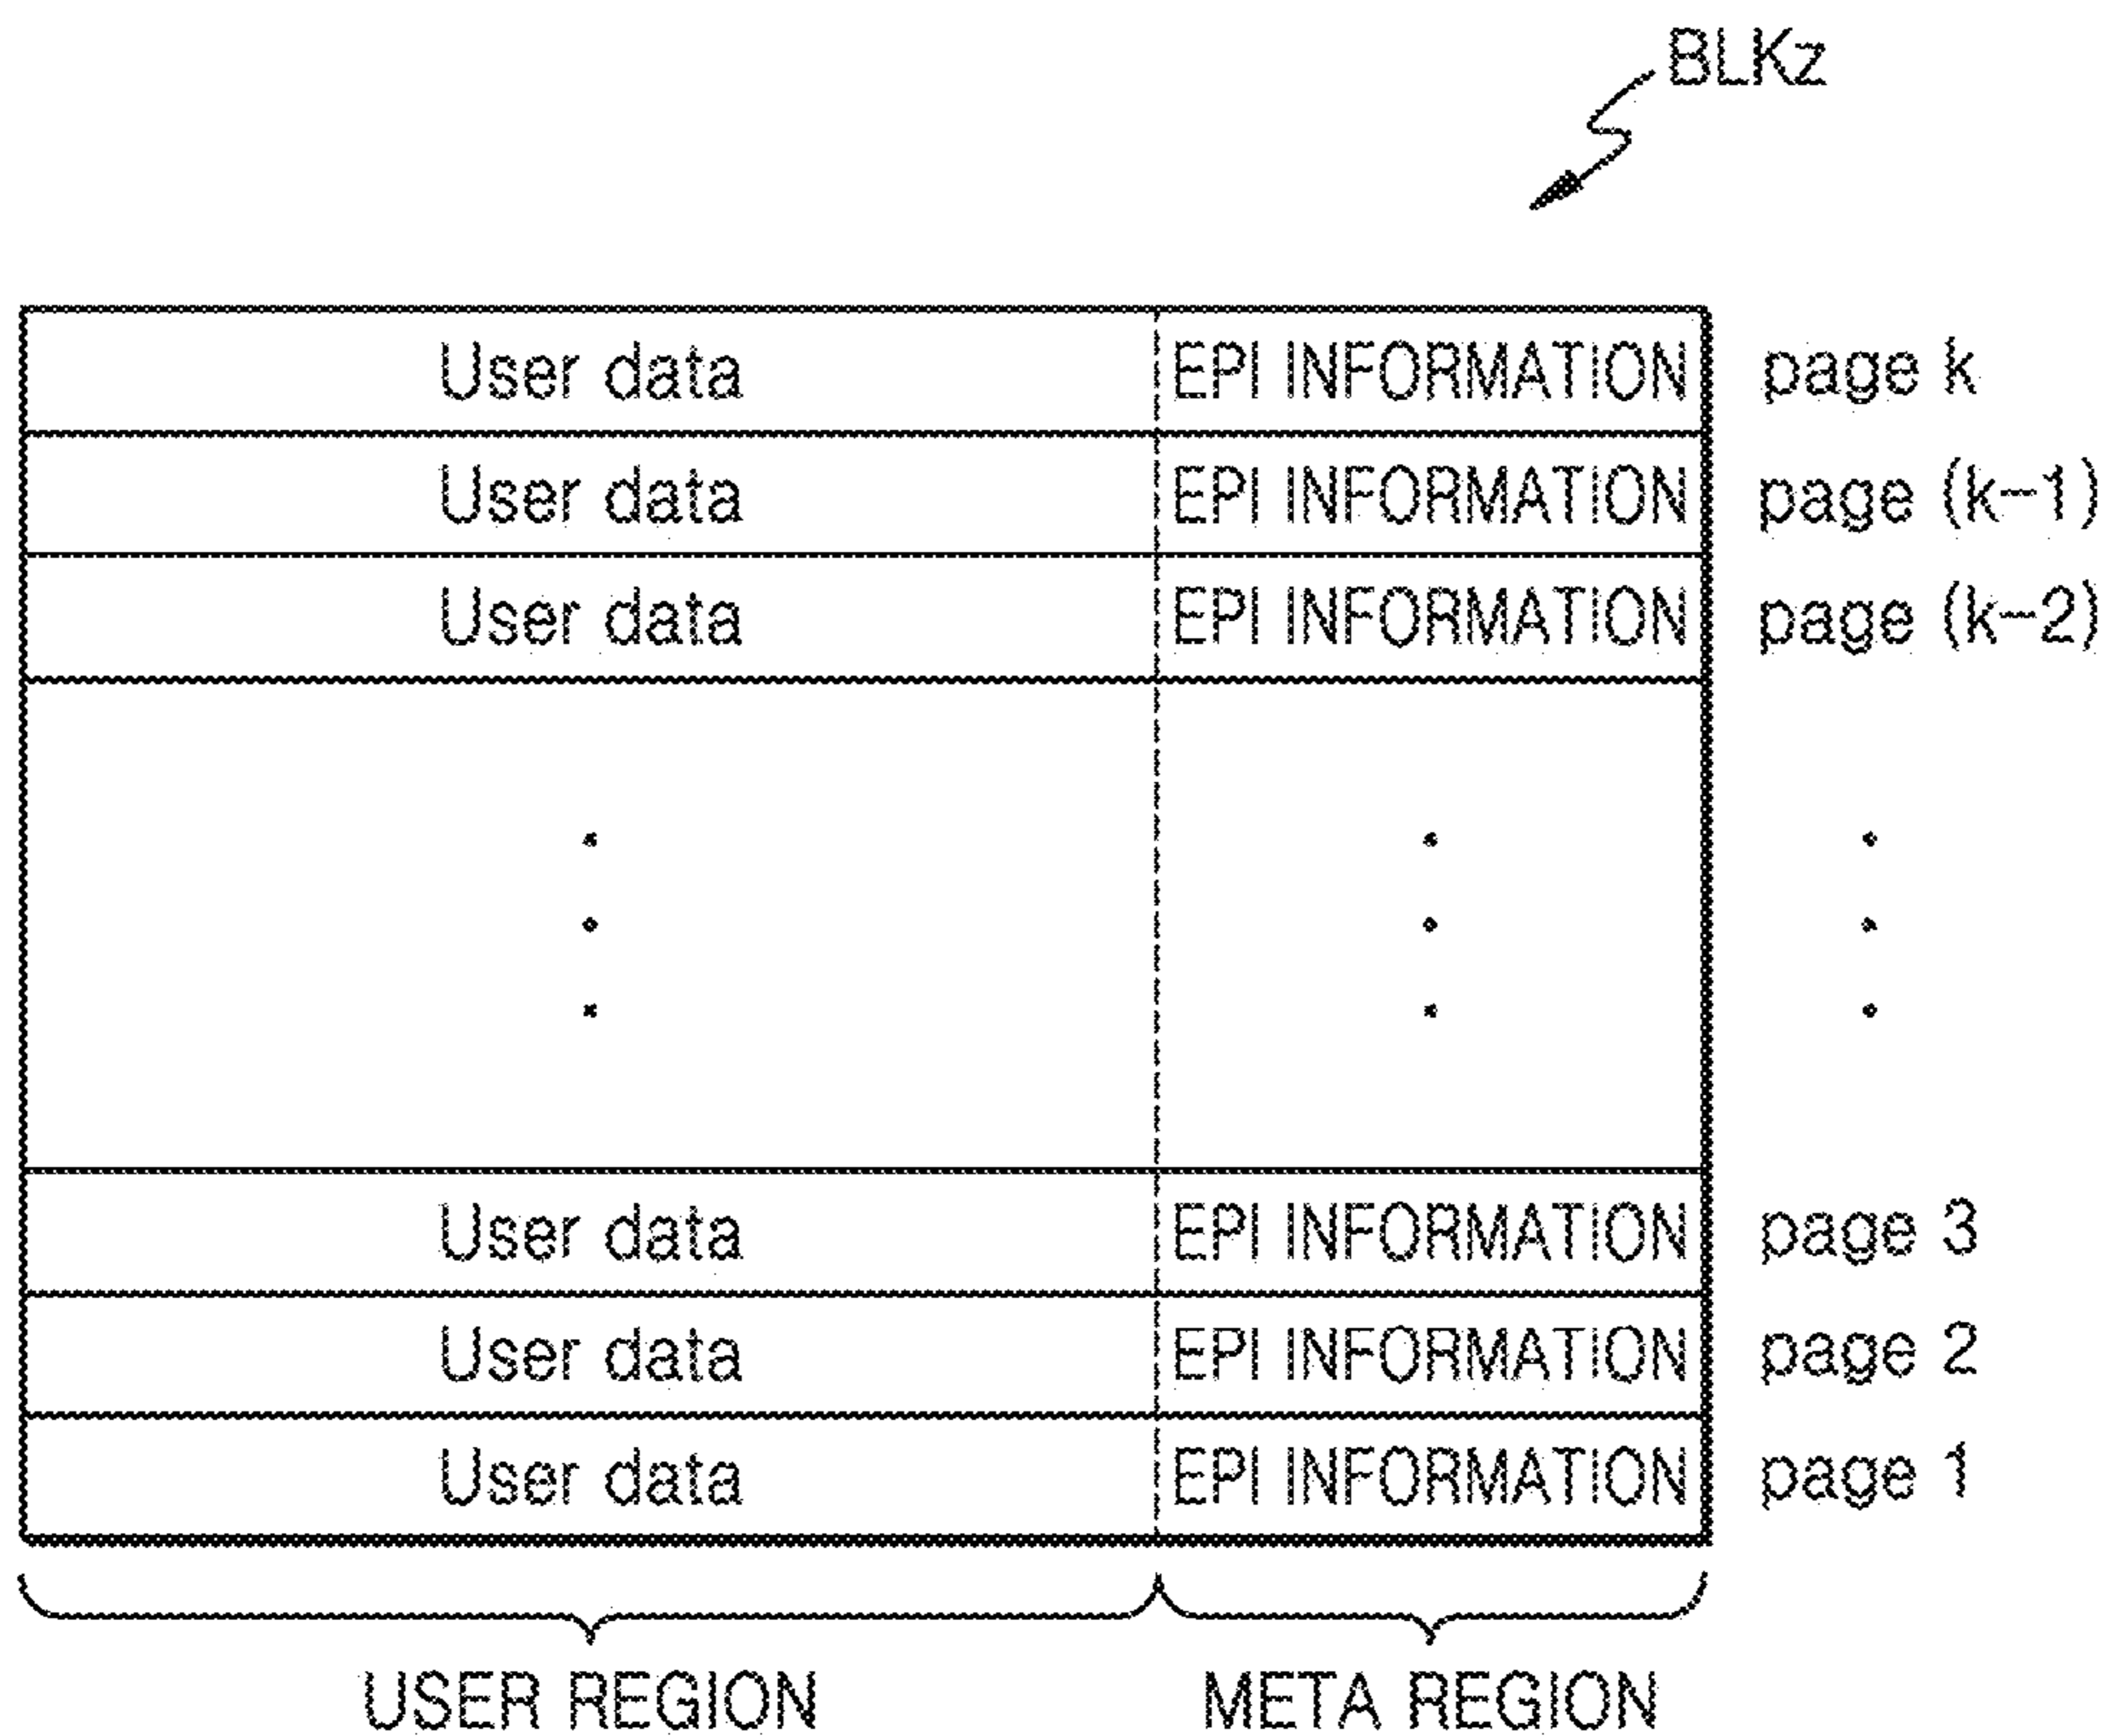 BLKz
User data EPI INFORMATION page k
User data EPI INFORMATION page (k-1)
User data EPI INFORMATION page (k-2)
User data EPI INFORMATION page 3
User data EPI INFORMATION page 2
User data EPI INFORMATION page 1
USER REGION META REGION